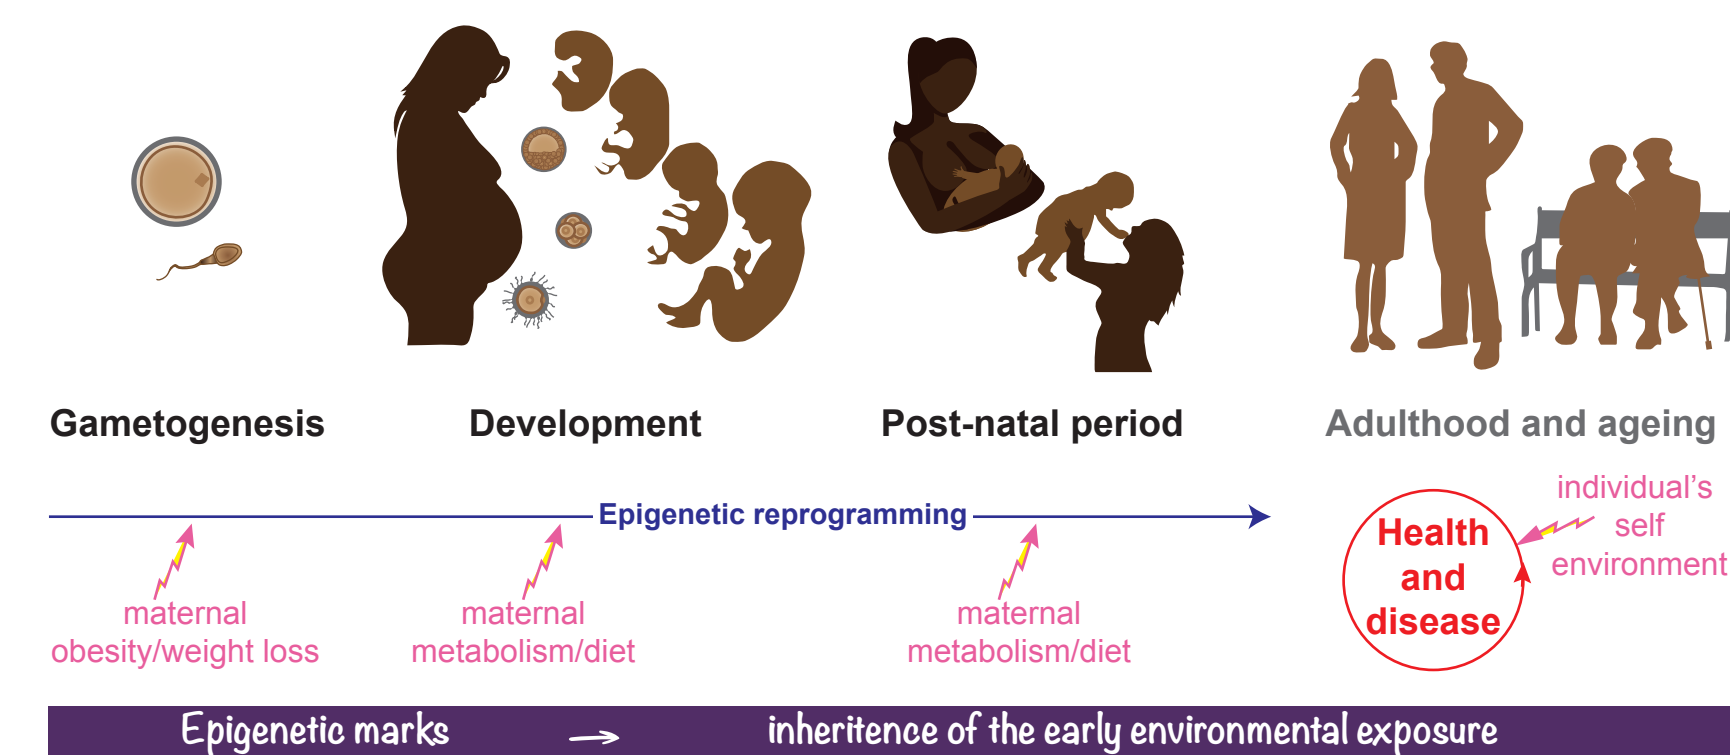 Gametogenesis
Development
Post-natal period
Adulthood and ageing
Epigenetic reprogramming
maternal
obesity/weight loss
maternal
metabolism/diet
maternal
metabolism/diet
Health
and
disease
individual's
self
environment
Epigenetic marks → inheritence of the early environmental exposure